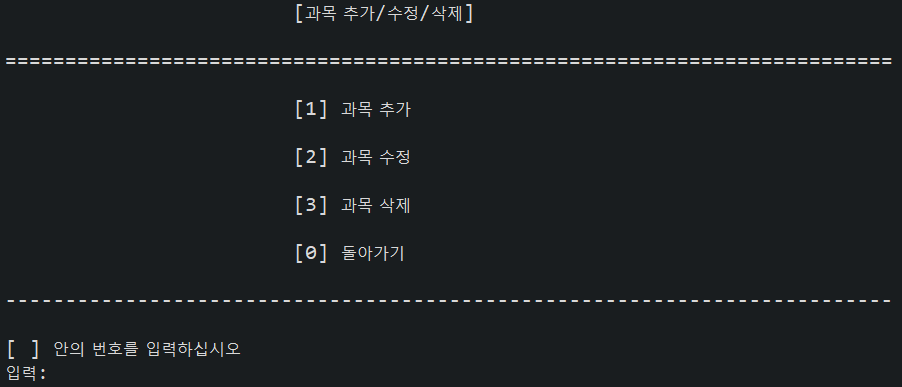 [과목 추가/수정/삭제]
==========================================================================
[1] 과목 추가
[2] 과목 수정
[3] 과목 삭제
[0] 돌아가기
--------------------------------------------------------------------------
[ ] 안의 번호를 입력하십시오
입력: